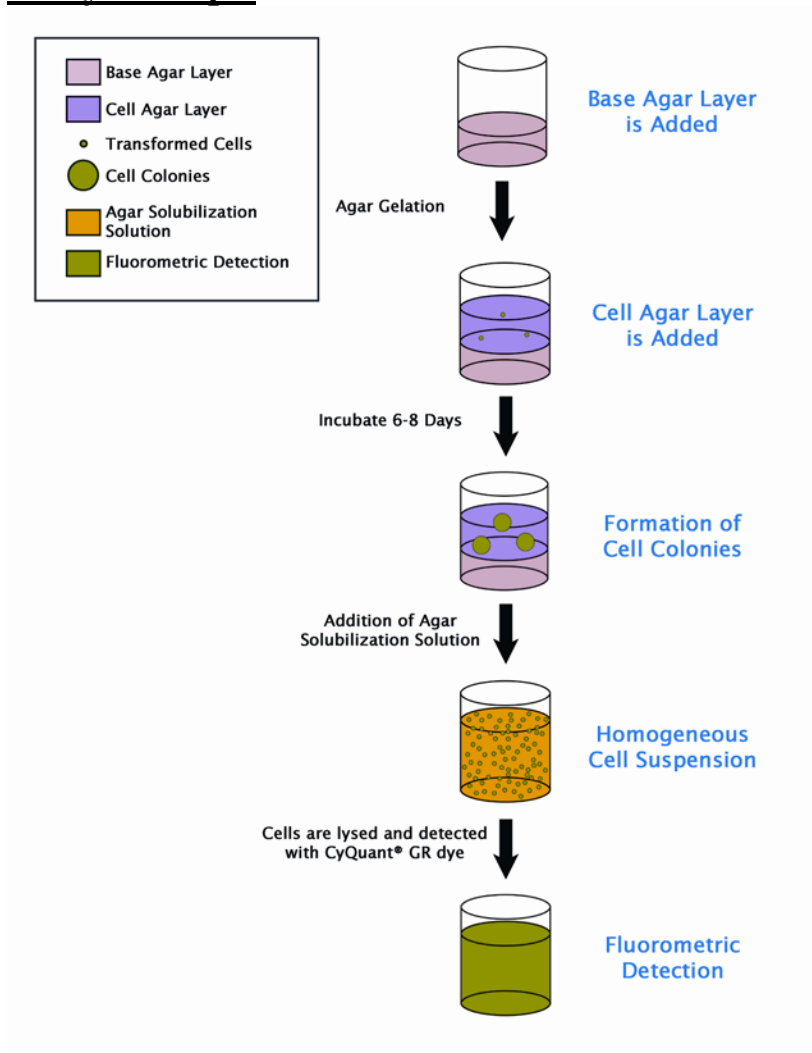 Base Agar Layer
Cell Agar Layer
Transformed Cells
Cell Colonies
Agar Solubilization
Solution
Fluorometric Detection
Base Agar Layer
is Added
Agar Gelation
Cell Agar Layer
is Added
Incubate 6-8 Days
Formation of
Cell Colonies
Addition of Agar
Solubilization Solution
Homogeneous
Cell Suspension
Cells are lysed and detected
with CyQuant® GR dye
Fluorometric
Detection